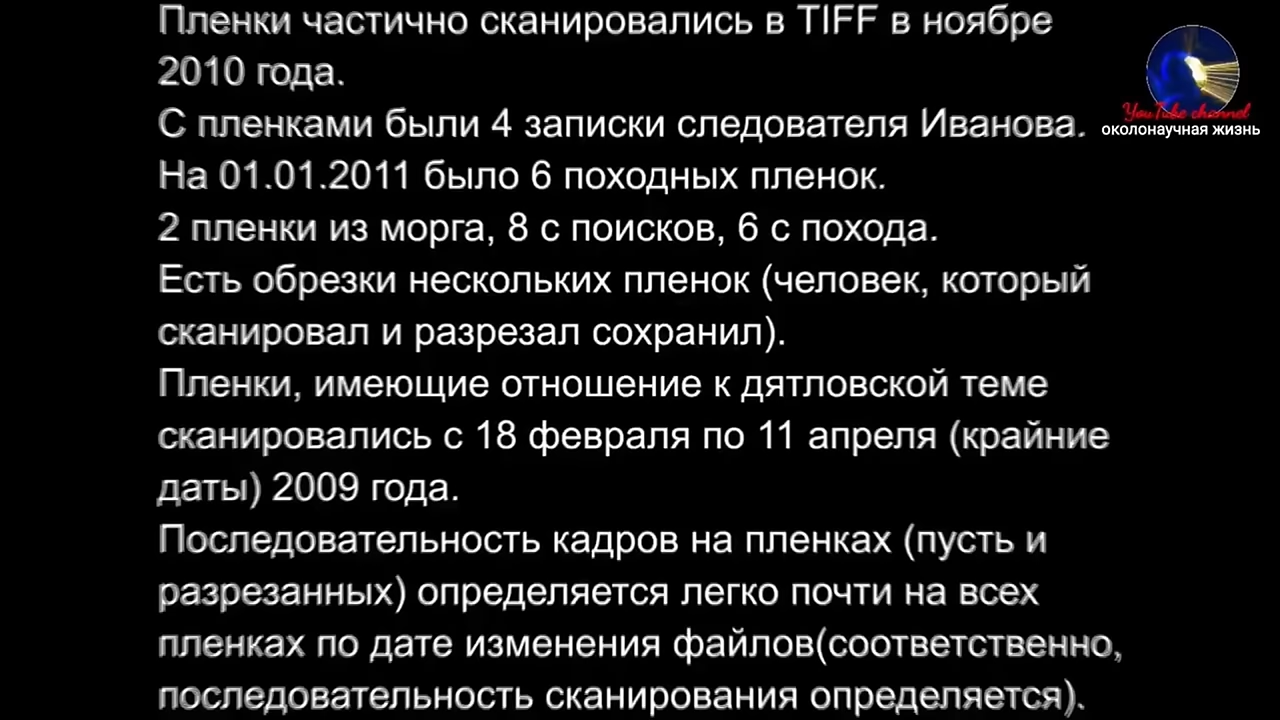 Пленки частично сканировались в TIFF в ноябре
2010 года.
С пленками были 4 записки следователя Иванова.
На 01.01.2011 было 6 походных пленок.
2 пленки из морга, 8 с поисков, 6 с похода.
Есть обрезки нескольких пленок (человек, который
сканировал и разрезал сохранил).
Пленки, имеющие отношение к дятловской теме
сканировались с 18 февраля по 11 апреля (крайние
даты) 2009 года.
Последовательность кадров на пленках (пусть и
разрезанных) определяется легко почти на всех
пленках по дате изменения файлов(соответственно,
последовательность сканирования определяется).
YouTube channel
околонаучная жизнь